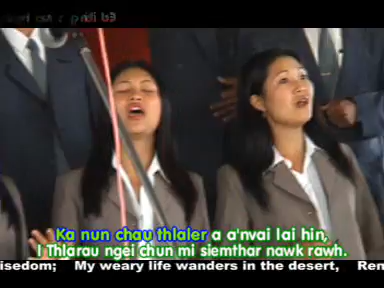 Ka nun chau thlaler a a'nvai lai hin,
I Thlarau ngei chun mi siemthar nawk rawh.
isedom;    My weary life wanders in the desert,    Ren